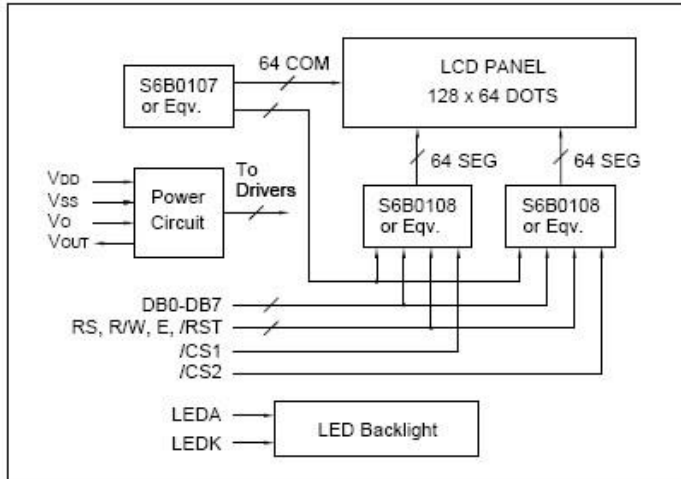 64 COM
S6B0107
or Eqv.
LCD PANEL
128 x 64 DOTS
64 SEG
64 SEG
To
Drivers
VDD
VSS
VO
VOUT
Power
Circuit
S6B0108
or Eqv.
S6B0108
or Eqv.
DB0-DB7
RS, R/W, E, /RST
/CS1
/CS2
LEDA
LEDK
LED Backlight